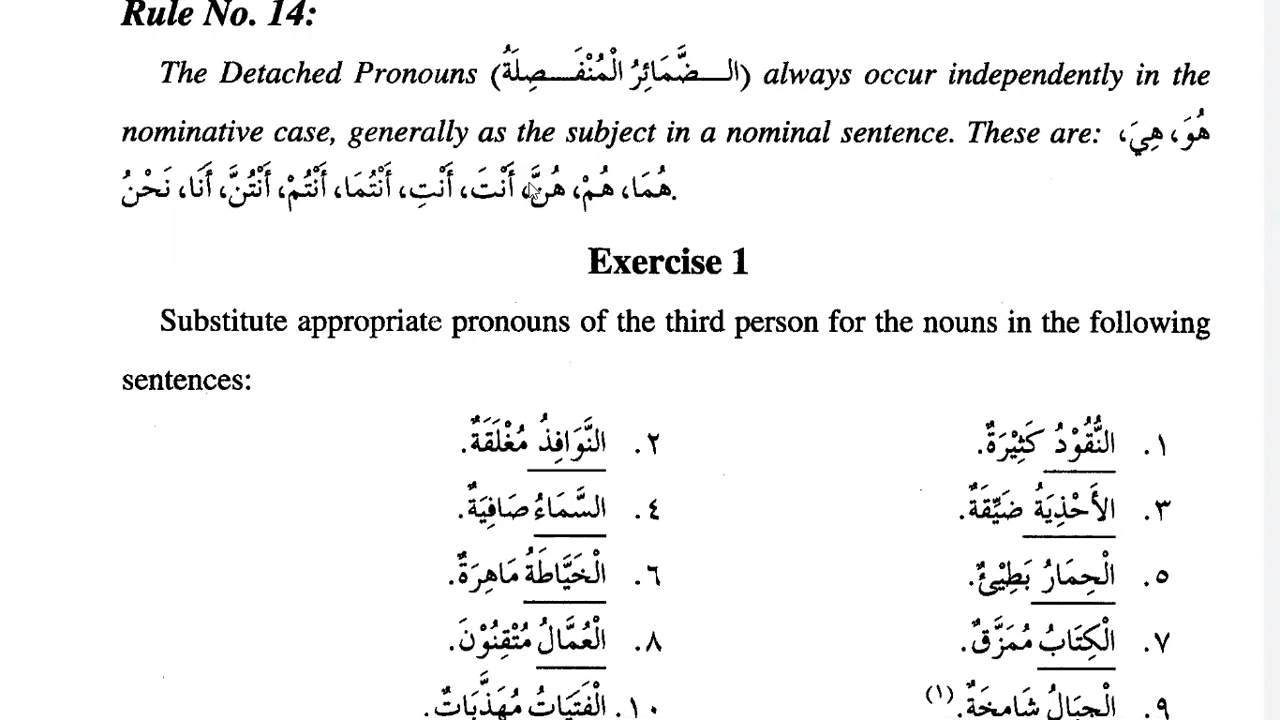 Rule No. 14:
The Detached Pronouns (الـضَّمَائِرُ الْمُنْفَـصِلَةُ) always occur independently in the
nominative case, generally as the subject in a nominal sentence. These are: هُوَ، هِيَ،
هُمَا، هُمْ، هُنَّ، أَنْتَ، أَنْتِ، أَنْتُمَا، أَنْتُمْ، أَنْتُنَّ، أَنَا، نَحْنُ.
Exercise 1
Substitute appropriate pronouns of the third person for the nouns in the following
sentences:
١. النُّقُوْدُ كَثِيْرَةٌ. ٢. النَّوَافِذُ مُغْلَقَةٌ.
٣. الأَحْذِيَةُ ضَيِّقَةٌ. ٤. السَّمَاءُ صَافِيَةٌ.
٥. الْحِمَارُ بَطِيْئٌ. ٦. الْخَيَّاطَةُ مَاهِرَةٌ.
٧. الْكِتَابُ مُمَزَّقٌ. ٨. الْعُمَّالُ مُتْقِنُوْنَ.
٩. الْجِبَالُ شَامِخَةٌ. (١) ١٠. الْفَتَيَاتُ مُهَذَّبَاتٌ.